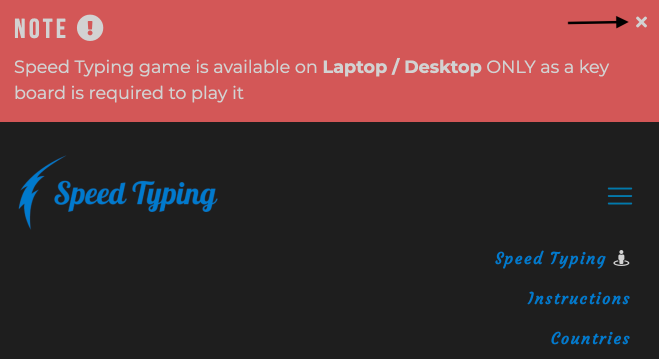 NOTE
Speed Typing game is available on Laptop / Desktop ONLY as a key
board is required to play it
Speed Typing
Speed Typing
Instructions
Countries